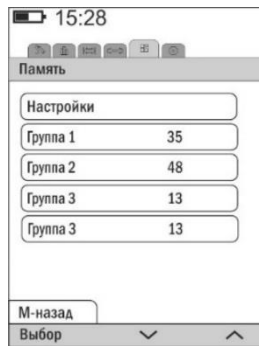 15:28
Память
Настройки
Группа 1 35
Группа 2 48
Группа 3 13
Группа 3 13
М-назад
Выбор